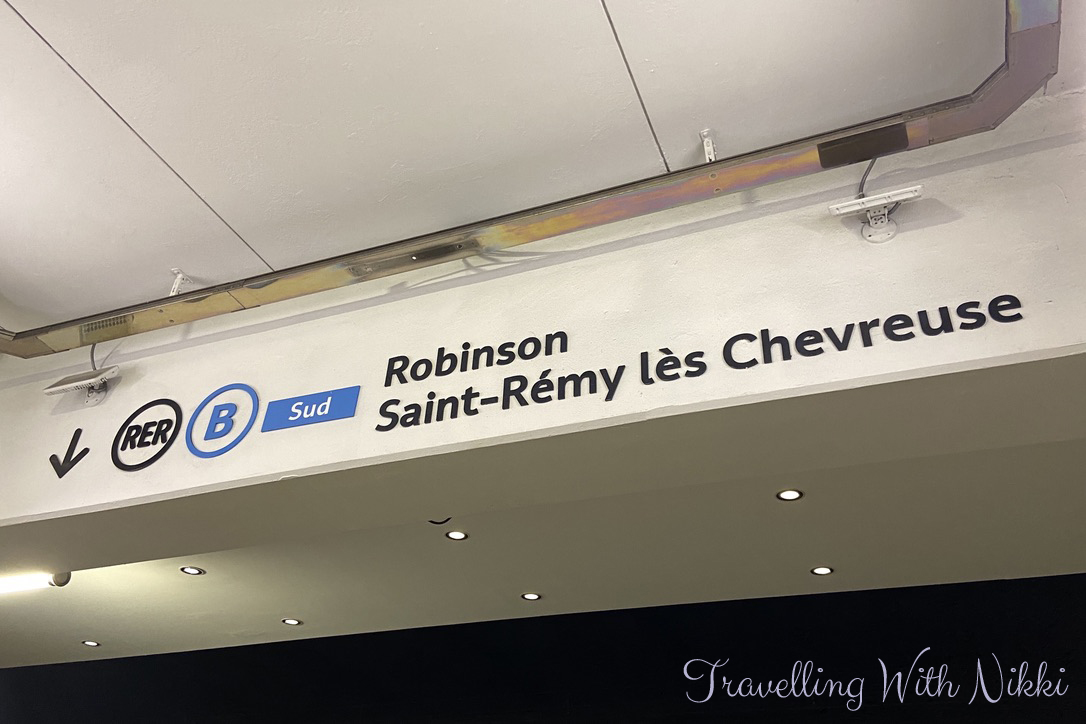 RER B Sud
Robinson
Saint-Rémy lès Chevreuse
Travelling With Nikki